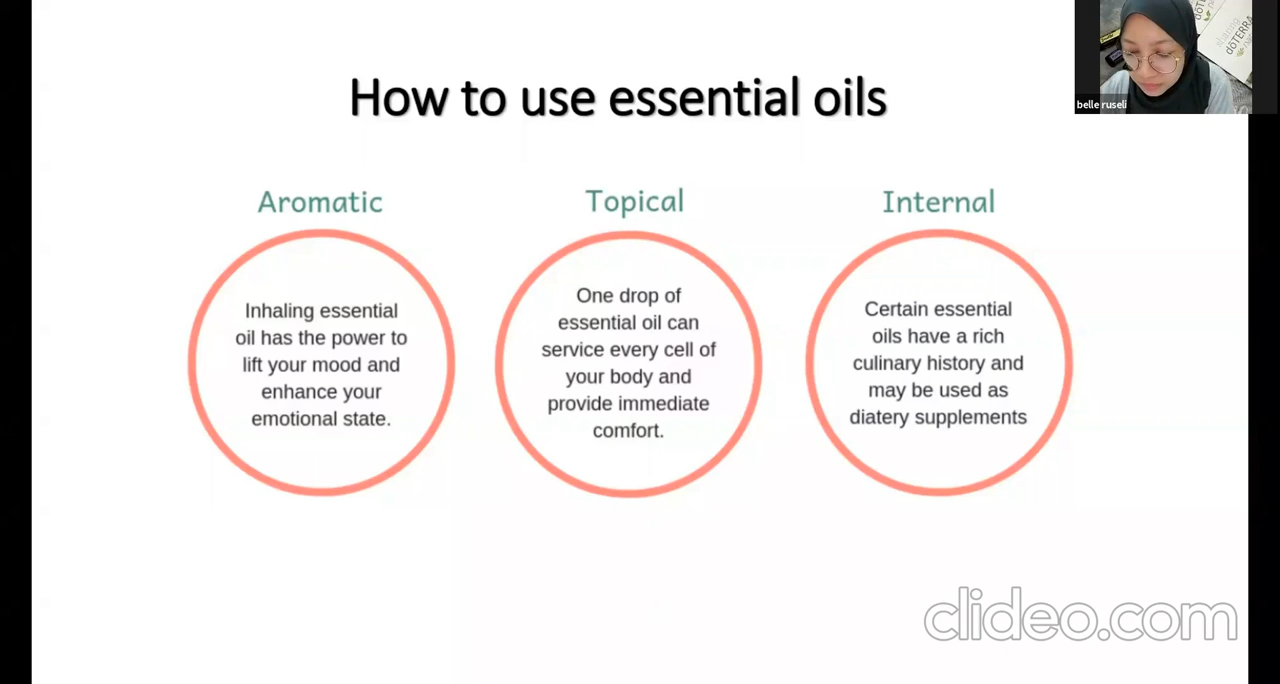 How to use essential oils
Aromatic
Inhaling essential
oil has the power to
lift your mood and
enhance your
emotional state.
Topical
One drop of
essential oil can
service every cell of
your body and
provide immediate
comfort.
Internal
Certain essential
oils have a rich
culinary history and
may be used as
diatery supplements
belle ruseli
dōTERRA
clideo.com